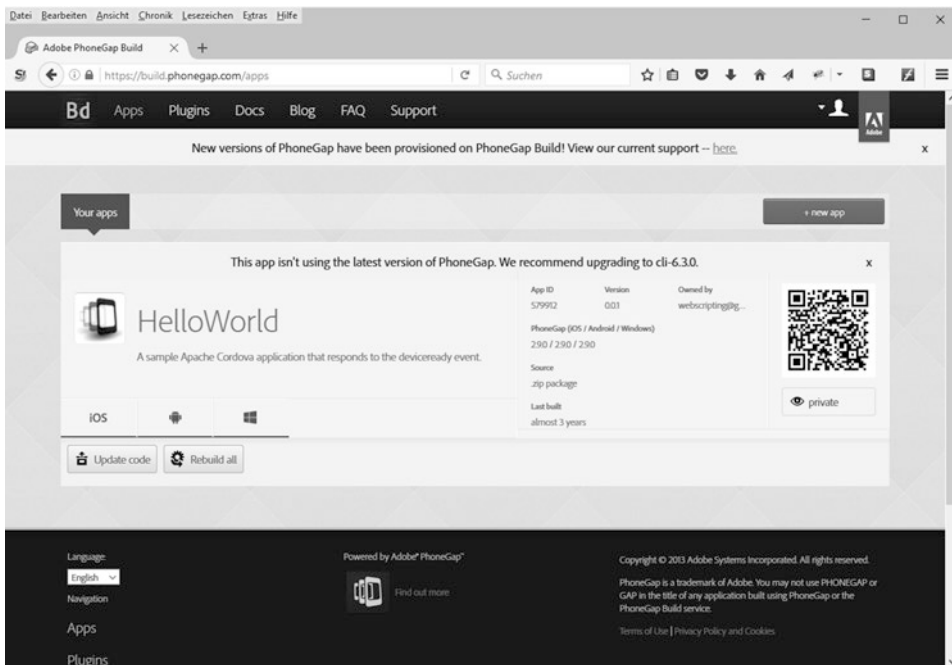 Datei Bearbeiten Ansicht Chronik Lesezeichen Extras Hilfe
Adobe PhoneGap Build
https://build.phonegap.com/apps
Suchen
Bd Apps Plugins Docs Blog FAQ Support
Adobe
New versions of PhoneGap have been provisioned on PhoneGap Build! View our current support -- here. x
Your apps
+ new app
This app isn't using the latest version of PhoneGap. We recommend upgrading to cli-6.3.0. x
HelloWorld
A sample Apache Cordova application that responds to the deviceready event.
App ID Version Owned by
579912 0.0.1 webscripting@g...
PhoneGap (iOS / Android / Windows)
2.9.0 / 2.9.0 / 2.9.0
Source
.zip package
Last built
almost 3 years
private
iOS
Update code Rebuild all
Language:
English
Navigation
Apps
Plugins
Powered by Adobe® PhoneGap™
Find out more
Copyright © 2013 Adobe Systems Incorporated. All rights reserved.
PhoneGap is a trademark of Adobe. You may not use PHONEGAP or
GAP in the title of any application built using PhoneGap or the
PhoneGap Build service.
Terms of Use | Privacy Policy and Cookies